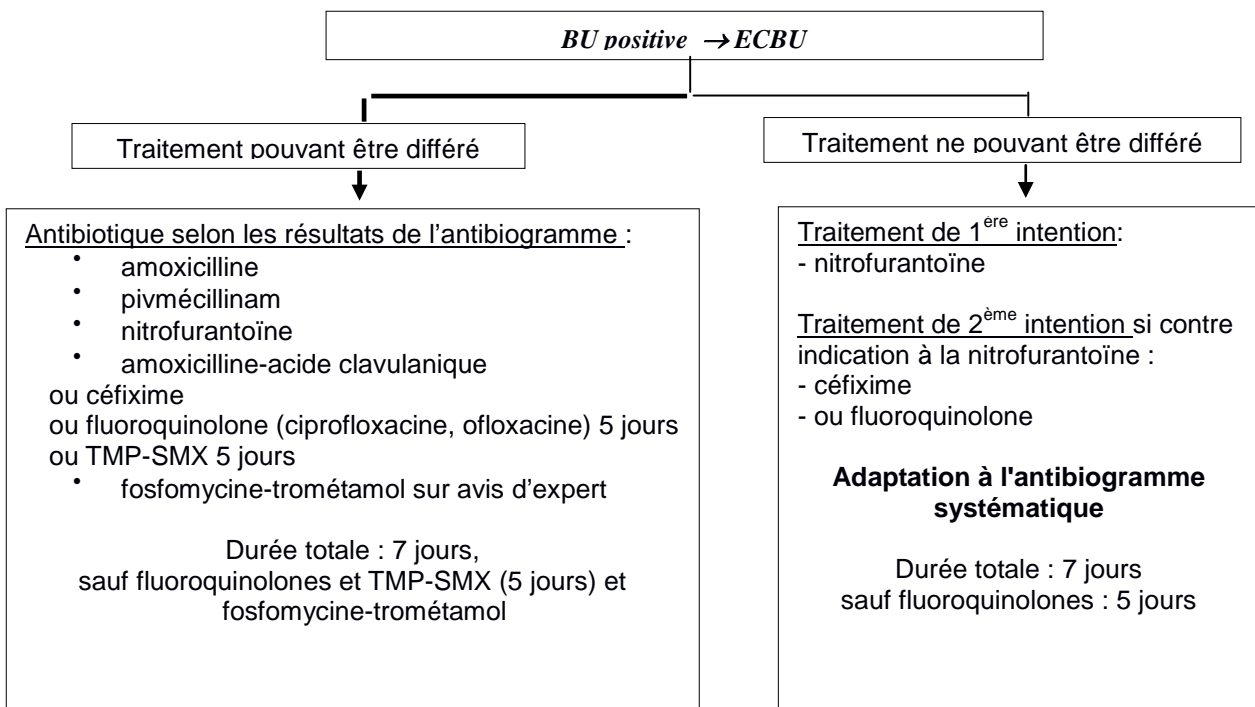 BU positive → ECBU
Traitement pouvant être différé
Antibiotique selon les résultats de l'antibiogramme :
• amoxicilline
• pivmécillinam
• nitrofurantoïne
• amoxicilline-acide clavulanique
ou céfixime
ou fluoroquinolone (ciprofloxacine, ofloxacine) 5 jours
ou TMP-SMX 5 jours
• fosfomycine-trométamol sur avis d'expert
Durée totale : 7 jours,
sauf fluoroquinolones et TMP-SMX (5 jours) et
fosfomycine-trométamol
Traitement ne pouvant être différé
Traitement de 1ère intention:
- nitrofurantoïne
Traitement de 2ème intention si contre
indication à la nitrofurantoïne :
- céfixime
- ou fluoroquinolone
Adaptation à l'antibiogramme
systématique
Durée totale : 7 jours
sauf fluoroquinolones : 5 jours